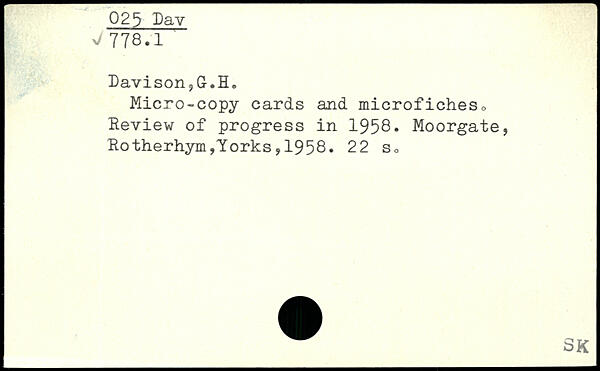 025 Dav
✓778.1
Davison,G.H.
Micro-copy cards and microfiches.
Review of progress in 1958. Moorgate,
Rotherhym,Yorks,1958. 22 s.
SK